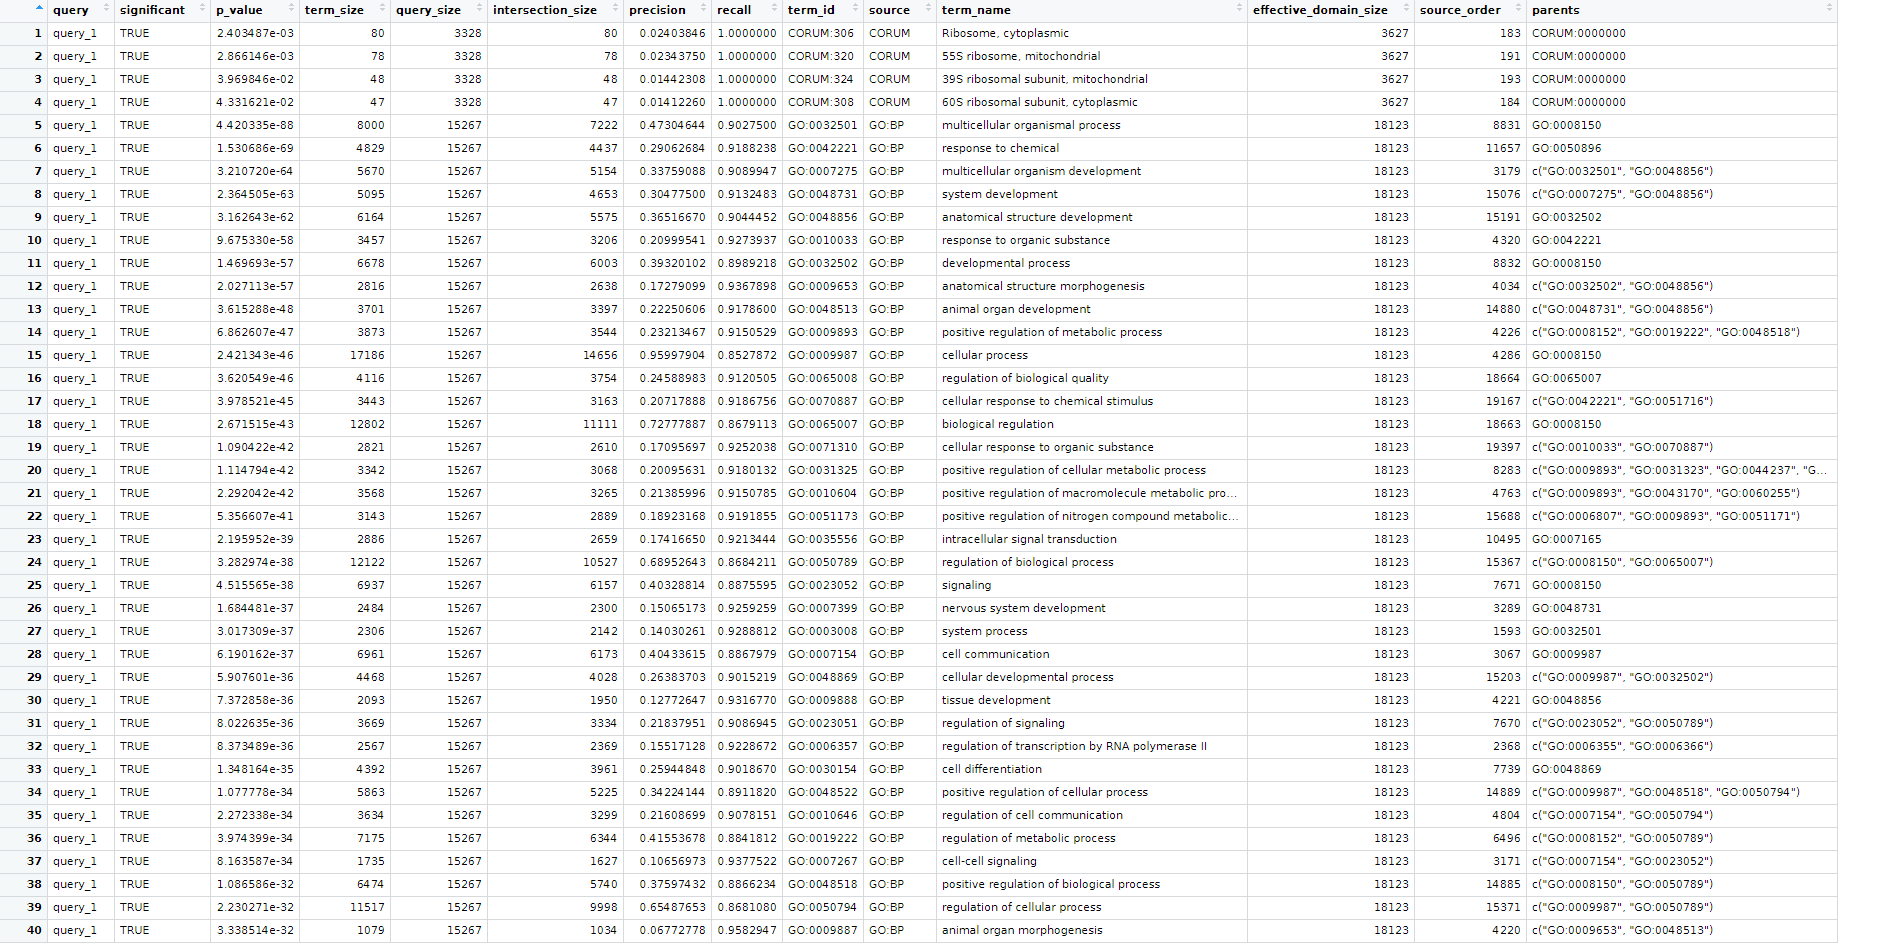 query significant p_value term_size query_size intersection_size precision recall term_id source term_name effective_domain_size source_order parents
1 query_1 TRUE 2.403487e-03 80 3328 80 0.02403846 1.0000000 CORUM:306 CORUM Ribosome, cytoplasmic 3627 183 CORUM:0000000
2 query_1 TRUE 2.866146e-03 78 3328 78 0.02343750 1.0000000 CORUM:320 CORUM 55S ribosome, mitochondrial 3627 191 CORUM:0000000
3 query_1 TRUE 3.969846e-02 48 3328 48 0.01442308 1.0000000 CORUM:324 CORUM 39S ribosomal subunit, mitochondrial 3627 193 CORUM:0000000
4 query_1 TRUE 4.331621e-02 47 3328 47 0.01412260 1.0000000 CORUM:308 CORUM 60S ribosomal subunit, cytoplasmic 3627 184 CORUM:0000000
5 query_1 TRUE 4.420335e-88 8000 15267 7222 0.47304644 0.9027500 GO:0032501 GO:BP multicellular organismal process 18123 8831 GO:0008150
6 query_1 TRUE 1.530686e-69 4829 15267 4437 0.29062684 0.9188238 GO:0042221 GO:BP response to chemical 18123 11657 GO:0050896
7 query_1 TRUE 3.210720e-64 5670 15267 5154 0.33759088 0.9089947 GO:0007275 GO:BP multicellular organism development 18123 3179 c("GO:0032501", "GO:0048856")
8 query_1 TRUE 2.364505e-63 5095 15267 4653 0.30477500 0.9132483 GO:0048731 GO:BP system development 18123 15076 c("GO:0007275", "GO:0048856")
9 query_1 TRUE 3.162643e-62 6164 15267 5575 0.36516670 0.9044452 GO:0048856 GO:BP anatomical structure development 18123 15191 GO:0032502
10 query_1 TRUE 9.675330e-58 3457 15267 3206 0.20999541 0.9273937 GO:0010033 GO:BP response to organic substance 18123 4320 GO:0042221
11 query_1 TRUE 1.469693e-57 6678 15267 6003 0.39320102 0.8989218 GO:0032502 GO:BP developmental process 18123 8832 GO:0008150
12 query_1 TRUE 2.027113e-57 2816 15267 2638 0.17279099 0.9367898 GO:0009653 GO:BP anatomical structure morphogenesis 18123 4034 c("GO:0032502", "GO:0048856")
13 query_1 TRUE 3.615288e-48 3701 15267 3397 0.22250606 0.9178600 GO:0048513 GO:BP animal organ development 18123 14880 c("GO:0048731", "GO:0048856")
14 query_1 TRUE 6.862607e-47 3873 15267 3544 0.23213467 0.9150529 GO:0009893 GO:BP positive regulation of metabolic process 18123 4226 c("GO:0008152", "GO:0019222", "GO:0048518")
15 query_1 TRUE 2.421343e-46 17186 15267 14656 0.95997904 0.8527872 GO:0009987 GO:BP cellular process 18123 4286 GO:0008150
16 query_1 TRUE 3.620549e-46 4116 15267 3754 0.24588983 0.9120505 GO:0065008 GO:BP regulation of biological quality 18123 18664 GO:0065007
17 query_1 TRUE 3.978521e-45 3443 15267 3163 0.20717888 0.9186756 GO:0070887 GO:BP cellular response to chemical stimulus 18123 19167 c("GO:0042221", "GO:0051716")
18 query_1 TRUE 2.671515e-43 12802 15267 11111 0.72777887 0.8679113 GO:0065007 GO:BP biological regulation 18123 18663 GO:0008150
19 query_1 TRUE 1.090422e-42 2821 15267 2610 0.17095697 0.9252038 GO:0071310 GO:BP cellular response to organic substance 18123 19397 c("GO:0010033", "GO:0070887")
20 query_1 TRUE 1.114794e-42 3342 15267 3068 0.20095631 0.9180132 GO:0031325 GO:BP positive regulation of cellular metabolic process 18123 8283 c("GO:0009893", "GO:0031323", "GO:0044237", "G...
21 query_1 TRUE 2.292042e-42 3568 15267 3265 0.21385996 0.9150785 GO:0010604 GO:BP positive regulation of macromolecule metabolic pro... 18123 4763 c("GO:0009893", "GO:0043170", "GO:0060255")
22 query_1 TRUE 5.356607e-41 3143 15267 2889 0.18923168 0.9191855 GO:0051173 GO:BP positive regulation of nitrogen compound metabolic... 18123 15688 c("GO:0006807", "GO:0009893", "GO:0051171")
23 query_1 TRUE 2.195952e-39 2886 15267 2659 0.17416650 0.9213444 GO:0035556 GO:BP intracellular signal transduction 18123 10495 GO:0007165
24 query_1 TRUE 3.282974e-38 12122 15267 10527 0.68952643 0.8684211 GO:0050789 GO:BP regulation of biological process 18123 15367 c("GO:0008150", "GO:0065007")
25 query_1 TRUE 4.515565e-38 6937 15267 6157 0.40328814 0.8875595 GO:0023052 GO:BP signaling 18123 7671 GO:0008150
26 query_1 TRUE 1.684481e-37 2484 15267 2300 0.15065173 0.9259259 GO:0007399 GO:BP nervous system development 18123 3289 GO:0048731
27 query_1 TRUE 3.017309e-37 2306 15267 2142 0.14030261 0.9288812 GO:0003008 GO:BP system process 18123 1593 GO:0032501
28 query_1 TRUE 6.190162e-37 6961 15267 6173 0.40433615 0.8867979 GO:0007154 GO:BP cell communication 18123 3067 GO:0009987
29 query_1 TRUE 5.907601e-36 4468 15267 4028 0.26383703 0.9015219 GO:0048869 GO:BP cellular developmental process 18123 15203 c("GO:0009987", "GO:0032502")
30 query_1 TRUE 7.372858e-36 2093 15267 1950 0.12772647 0.9316770 GO:0009888 GO:BP tissue development 18123 4221 GO:0048856
31 query_1 TRUE 8.022635e-36 3669 15267 3334 0.21837951 0.9086945 GO:0023051 GO:BP regulation of signaling 18123 7670 c("GO:0023052", "GO:0050789")
32 query_1 TRUE 8.373489e-36 2567 15267 2369 0.15517128 0.9228672 GO:0006357 GO:BP regulation of transcription by RNA polymerase II 18123 2368 c("GO:0006355", "GO:0006366")
33 query_1 TRUE 1.348164e-35 4392 15267 3961 0.25944848 0.9018670 GO:0030154 GO:BP cell differentiation 18123 7739 GO:0048869
34 query_1 TRUE 1.077778e-34 5863 15267 5225 0.34224144 0.8911820 GO:0048522 GO:BP positive regulation of cellular process 18123 14889 c("GO:0009987", "GO:0048518", "GO:0050794")
35 query_1 TRUE 2.272338e-34 3634 15267 3299 0.21608699 0.9078151 GO:0010646 GO:BP regulation of cell communication 18123 4804 c("GO:0007154", "GO:0050794")
36 query_1 TRUE 3.974399e-34 7175 15267 6344 0.41553678 0.8841812 GO:0019222 GO:BP regulation of metabolic process 18123 6496 c("GO:0008152", "GO:0050789")
37 query_1 TRUE 8.163587e-34 1735 15267 1627 0.10656973 0.9377522 GO:0007267 GO:BP cell-cell signaling 18123 3171 c("GO:0007154", "GO:0023052")
38 query_1 TRUE 1.086586e-32 6474 15267 5740 0.37597432 0.8866234 GO:0048518 GO:BP positive regulation of biological process 18123 14885 c("GO:0008150", "GO:0050789")
39 query_1 TRUE 2.230271e-32 11517 15267 9998 0.65487653 0.8681080 GO:0050794 GO:BP regulation of cellular process 18123 15371 c("GO:0009987", "GO:0050789")
40 query_1 TRUE 3.338514e-32 1079 15267 1034 0.06772778 0.9582947 GO:0009887 GO:BP animal organ morphogenesis 18123 4220 c("GO:0009653", "GO:0048513")